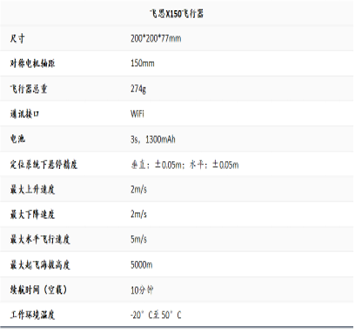 飞思X150飞行器
尺寸 200*200*77mm
对称电机轴距 150mm
飞行器总重 274g
通讯接口 WiFi
电池 3s，1300mAh
定位系统下悬停精度 垂直：±0.05m；水平：±0.05m
最大上升速度 2m/s
最大下降速度 2m/s
最大水平飞行速度 5m/s
最大起飞海拔高度 5000m
续航时间（空载） 10分钟
工作环境温度 -20°C至50°C